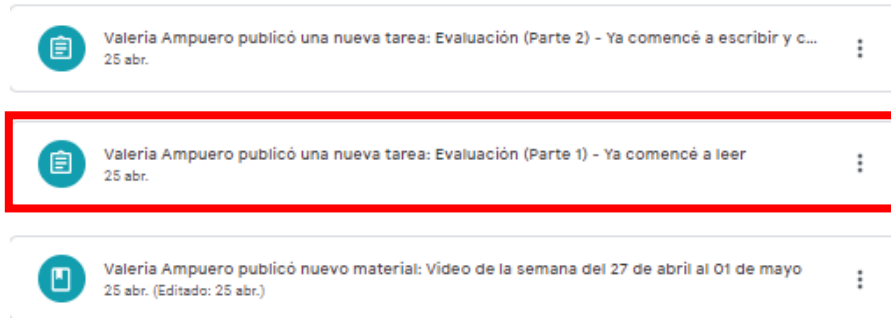 Valeria Ampuero publicó una nueva tarea: Evaluación (Parte 2) - Ya comencé a escribir y c...
25 abr.
Valeria Ampuero publicó una nueva tarea: Evaluación (Parte 1) - Ya comencé a leer
25 abr.
Valeria Ampuero publicó nuevo material: Video de la semana del 27 de abril al 01 de mayo
25 abr. (Editado: 25 abr.)